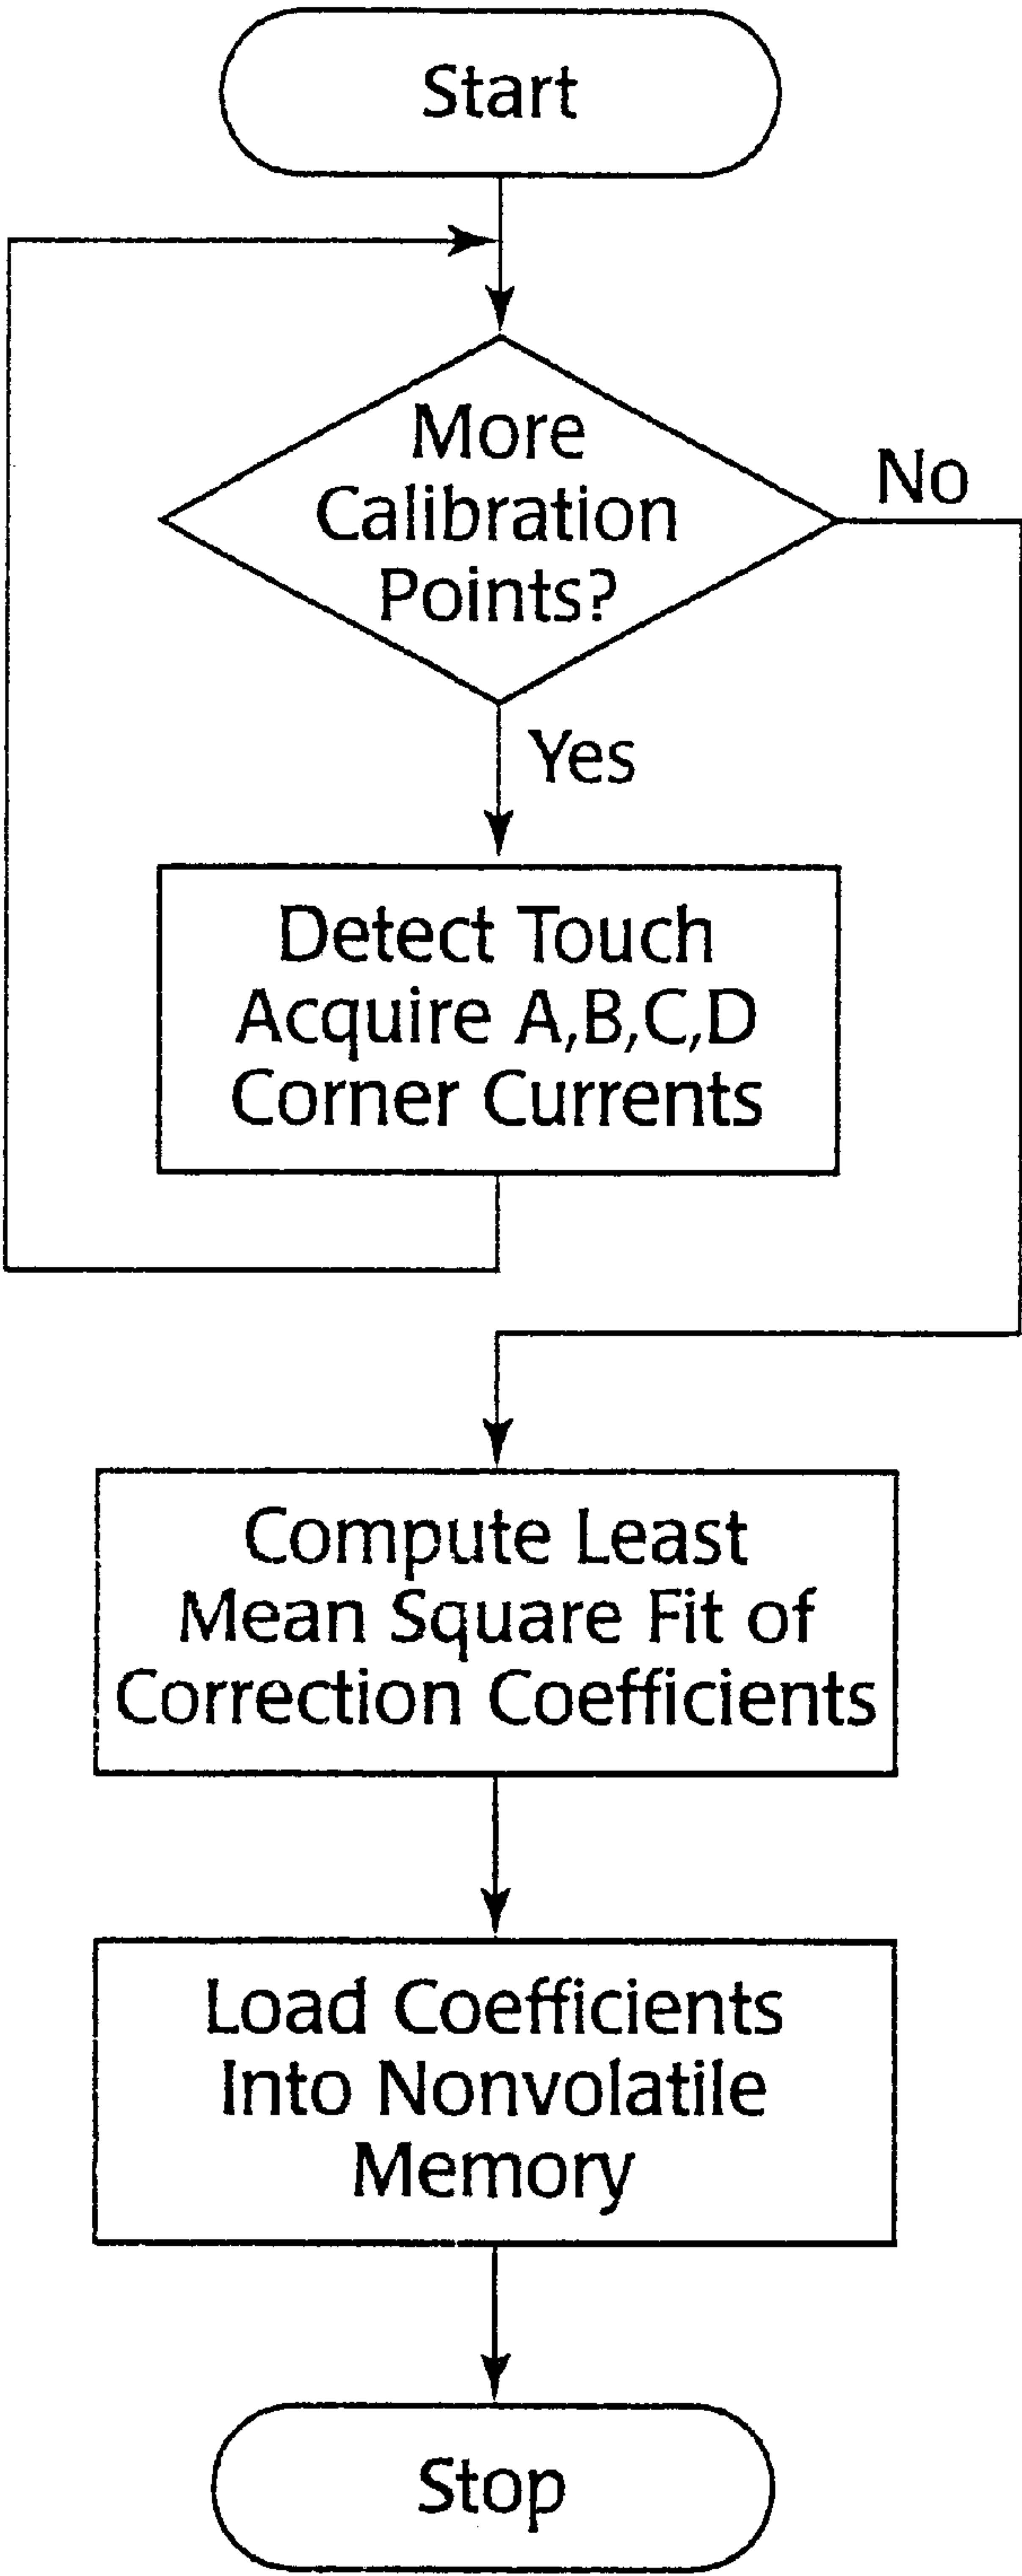 Start
More
Calibration
Points?
No
Yes
Detect Touch
Acquire A,B,C,D
Corner Currents
Compute Least
Mean Square Fit of
Correction Coefficients
Load Coefficients
Into Nonvolatile
Memory
Stop